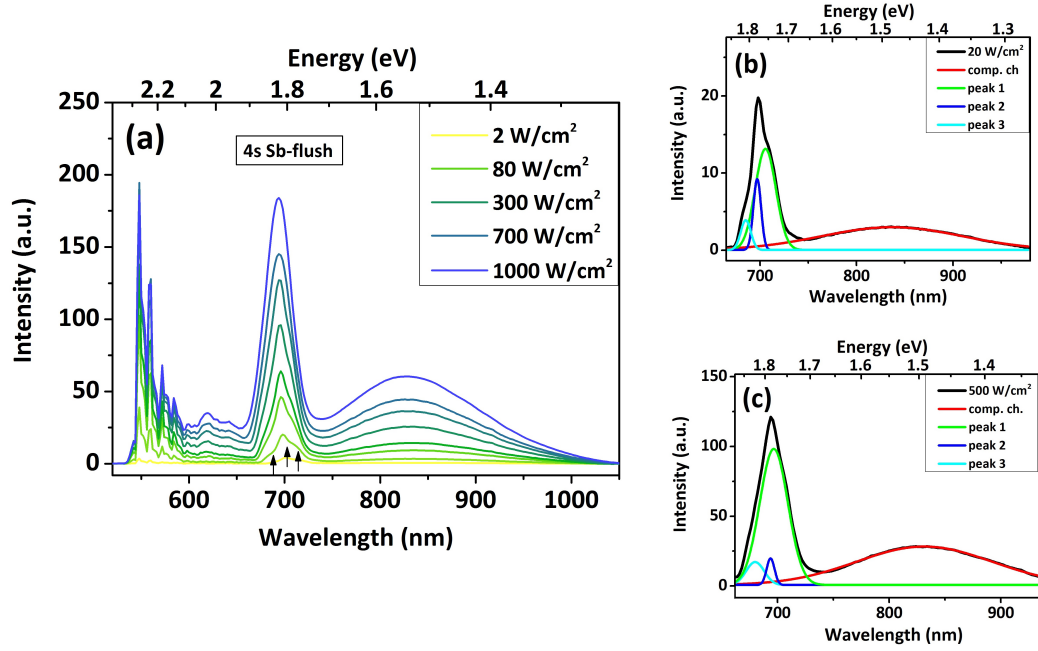 Energy (eV)
2.2 2 1.8 1.6 1.4
(a)
4s Sb-flush
2 W/cm²
80 W/cm²
300 W/cm²
700 W/cm²
1000 W/cm²
250
200
150
100
50
0
Intensity (a.u.)
600 700 800 900 1000
Wavelength (nm)
Energy (eV)
1.8 1.7 1.6 1.5 1.4 1.3
(b)
20 W/cm²
comp. ch
peak 1
peak 2
peak 3
20
10
0
Intensity (a.u.)
700 800 900
Wavelength (nm)
Energy (eV)
1.8 1.7 1.6 1.5 1.4
(c)
500 W/cm²
comp. ch.
peak 1
peak 2
peak 3
150
100
50
0
Intensity (a.u.)
700 800 900
Wavelength (nm)